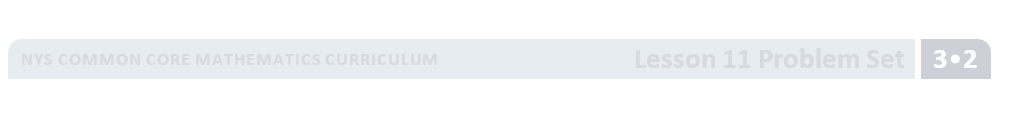 NYS COMMON CORE MATHEMATICS CURRICULUM Lesson 11 Problem Set 3•2